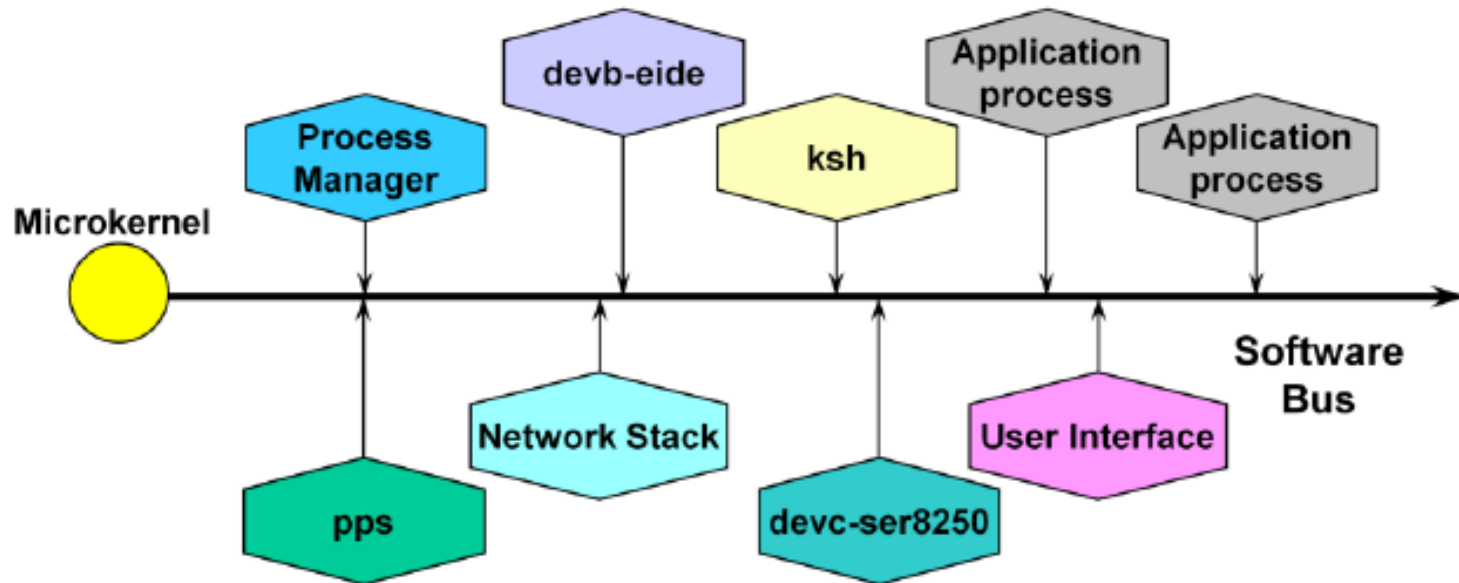 devb-eide
Application
process
Process
Manager
ksh
Application
process
Microkernel
Software
Bus
Network Stack
User Interface
pps
devc-ser8250